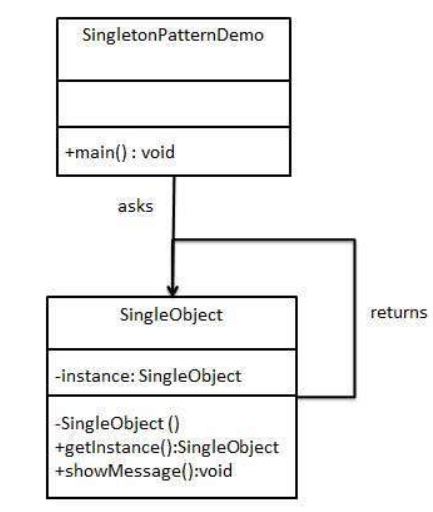 SingletonPatternDemo
+main() : void
asks
returns
SingleObject
-instance: SingleObject
-SingleObject ()
+getInstance():SingleObject
+showMessage():void